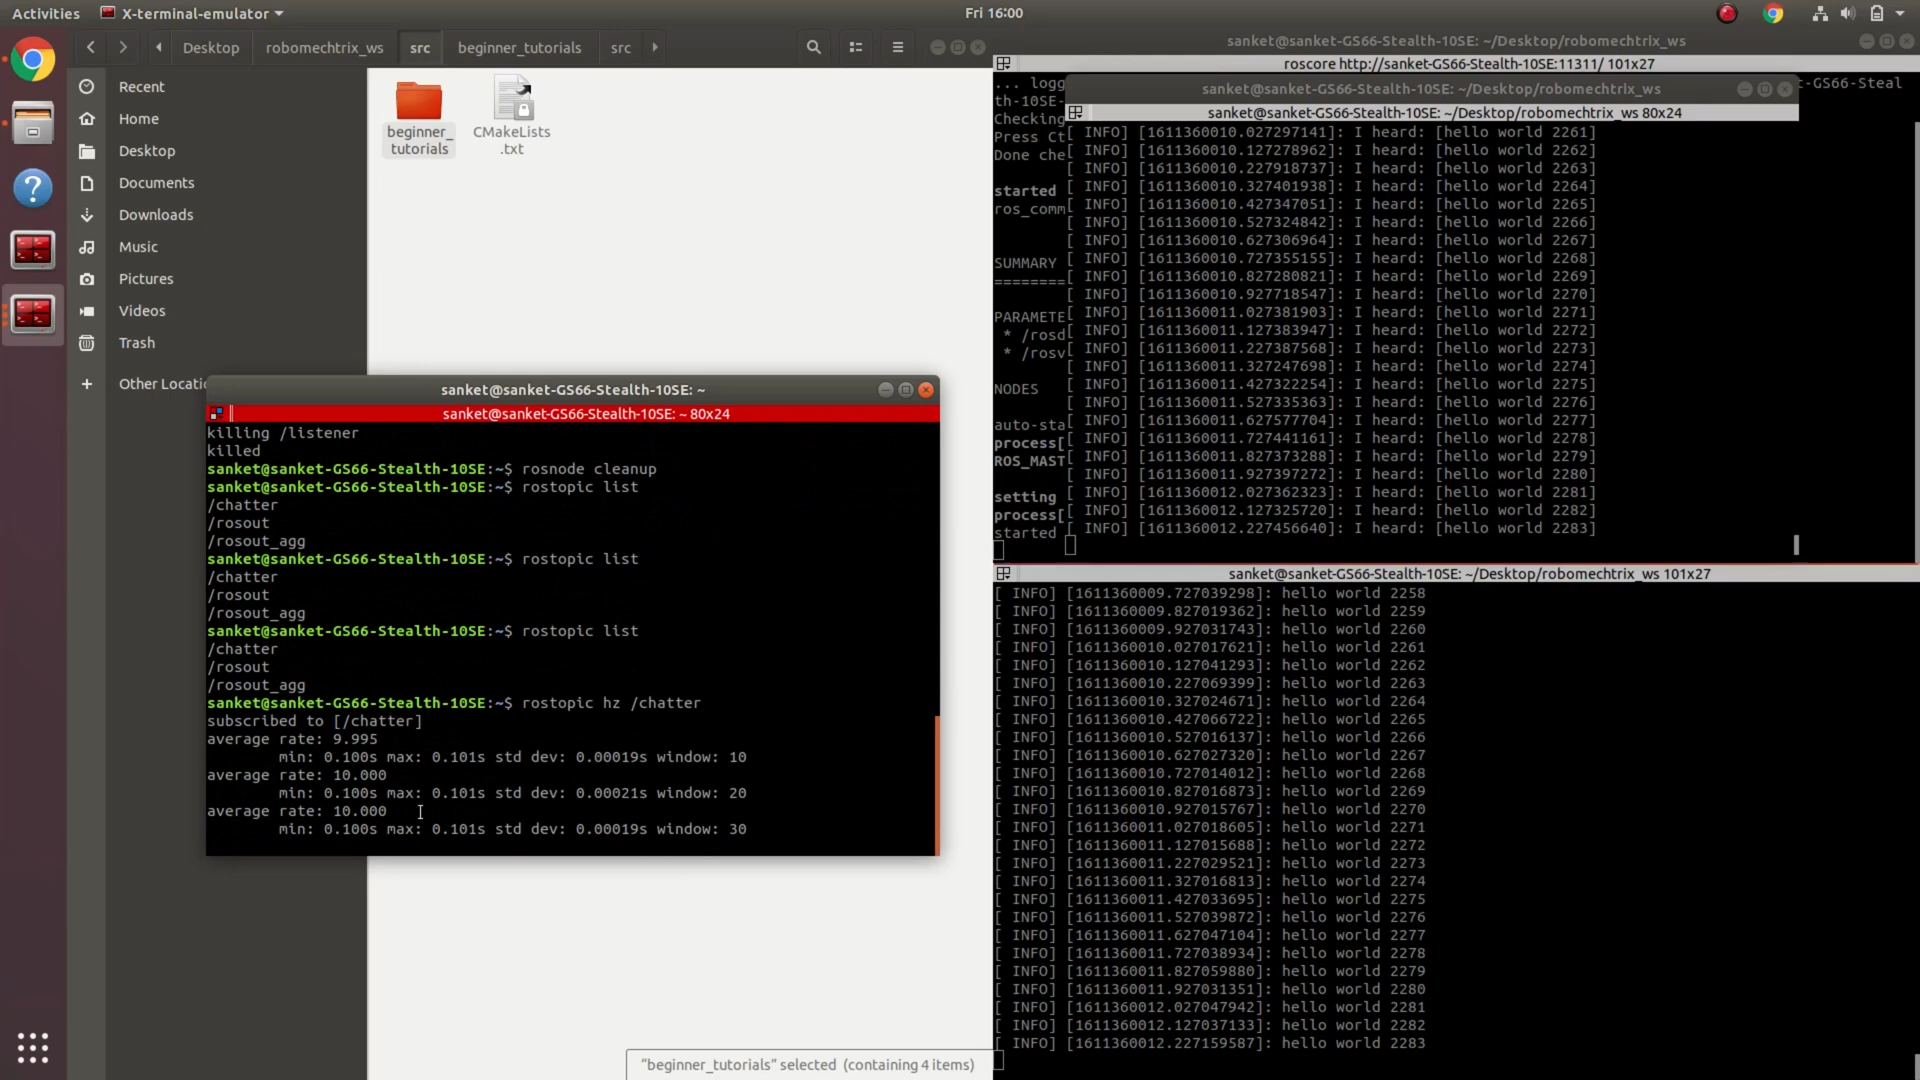 Activities X-terminal-emulator Fri 16:00
Desktop robomechtrix_ws src beginner_tutorials src
Recent
Home
Desktop
Documents
Downloads
Music
Pictures
Videos
Trash
Other Locatio
beginner_
tutorials
CMakeLists
.txt
"beginner_tutorials" selected (containing 4 items)
sanket@sanket-GS66-Stealth-10SE: ~
sanket@sanket-GS66-Stealth-10SE: ~ 80x24
killing /listener
killed
sanket@sanket-GS66-Stealth-10SE:~$ rosnode cleanup
sanket@sanket-GS66-Stealth-10SE:~$ rostopic list
/chatter
/rosout
/rosout_agg
sanket@sanket-GS66-Stealth-10SE:~$ rostopic list
/chatter
/rosout
/rosout_agg
sanket@sanket-GS66-Stealth-10SE:~$ rostopic list
/chatter
/rosout
/rosout_agg
sanket@sanket-GS66-Stealth-10SE:~$ rostopic hz /chatter
subscribed to [/chatter]
average rate: 9.995
min: 0.100s max: 0.101s std dev: 0.00019s window: 10
average rate: 10.000
min: 0.100s max: 0.101s std dev: 0.00021s window: 20
average rate: 10.000
min: 0.100s max: 0.101s std dev: 0.00019s window: 30
sanket@sanket-GS66-Stealth-10SE: ~/Desktop/robomechtrix_ws
roscore http://sanket-GS66-Stealth-10SE:11311/ 101x27
... logg t-GS66-Steal
th-10SE-
Checking
Press Ct
Done che
started
ros_comm
SUMMARY
========
PARAMETE
* /rosd
* /rosv
NODES
auto-sta
process[
ROS_MAST
setting
process[
started
sanket@sanket-GS66-Stealth-10SE: ~/Desktop/robomechtrix_ws
sanket@sanket-GS66-Stealth-10SE: ~/Desktop/robomechtrix_ws 80x24
[ INFO] [1611360010.027297141]: I heard: [hello world 2261]
[ INFO] [1611360010.127278962]: I heard: [hello world 2262]
[ INFO] [1611360010.227918737]: I heard: [hello world 2263]
[ INFO] [1611360010.327401938]: I heard: [hello world 2264]
[ INFO] [1611360010.427347051]: I heard: [hello world 2265]
[ INFO] [1611360010.527324842]: I heard: [hello world 2266]
[ INFO] [1611360010.627306964]: I heard: [hello world 2267]
[ INFO] [1611360010.727355155]: I heard: [hello world 2268]
[ INFO] [1611360010.827280821]: I heard: [hello world 2269]
[ INFO] [1611360010.927718547]: I heard: [hello world 2270]
[ INFO] [1611360011.027381903]: I heard: [hello world 2271]
[ INFO] [1611360011.127383947]: I heard: [hello world 2272]
[ INFO] [1611360011.227387568]: I heard: [hello world 2273]
[ INFO] [1611360011.327247698]: I heard: [hello world 2274]
[ INFO] [1611360011.427322254]: I heard: [hello world 2275]
[ INFO] [1611360011.527335363]: I heard: [hello world 2276]
[ INFO] [1611360011.627577704]: I heard: [hello world 2277]
[ INFO] [1611360011.727441161]: I heard: [hello world 2278]
[ INFO] [1611360011.827373288]: I heard: [hello world 2279]
[ INFO] [1611360011.927397272]: I heard: [hello world 2280]
[ INFO] [1611360012.027362323]: I heard: [hello world 2281]
[ INFO] [1611360012.127325720]: I heard: [hello world 2282]
[ INFO] [1611360012.227456640]: I heard: [hello world 2283]
sanket@sanket-GS66-Stealth-10SE: ~/Desktop/robomechtrix_ws 101x27
[ INFO] [1611360009.727039298]: hello world 2258
[ INFO] [1611360009.827019362]: hello world 2259
[ INFO] [1611360009.927031743]: hello world 2260
[ INFO] [1611360010.027017621]: hello world 2261
[ INFO] [1611360010.127041293]: hello world 2262
[ INFO] [1611360010.227069399]: hello world 2263
[ INFO] [1611360010.327024671]: hello world 2264
[ INFO] [1611360010.427066722]: hello world 2265
[ INFO] [1611360010.527016137]: hello world 2266
[ INFO] [1611360010.627027320]: hello world 2267
[ INFO] [1611360010.727014012]: hello world 2268
[ INFO] [1611360010.827016873]: hello world 2269
[ INFO] [1611360010.927015767]: hello world 2270
[ INFO] [1611360011.027018605]: hello world 2271
[ INFO] [1611360011.127015688]: hello world 2272
[ INFO] [1611360011.227029521]: hello world 2273
[ INFO] [1611360011.327016813]: hello world 2274
[ INFO] [1611360011.427033695]: hello world 2275
[ INFO] [1611360011.527039872]: hello world 2276
[ INFO] [1611360011.627047104]: hello world 2277
[ INFO] [1611360011.727038934]: hello world 2278
[ INFO] [1611360011.827059880]: hello world 2279
[ INFO] [1611360011.927031351]: hello world 2280
[ INFO] [1611360012.027047942]: hello world 2281
[ INFO] [1611360012.127037133]: hello world 2282
[ INFO] [1611360012.227159587]: hello world 2283